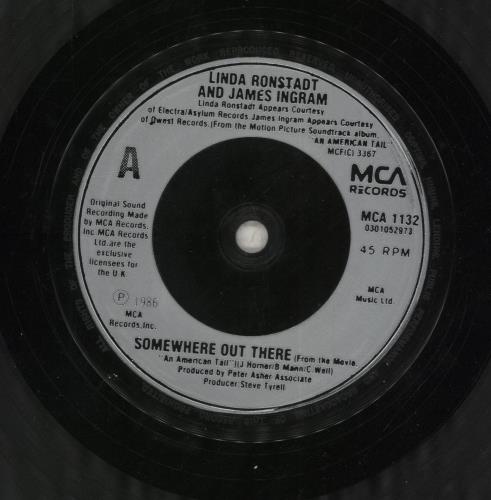 LINDA RONSTADT
AND JAMES INGRAM
Linda Ronstadt Appears Courtesy
of Electra/Asylum Records James Ingram Appears Courtesy
of Qwest Records.(From the Motion Picture Soundtrack album.
"AN AMERICAN TAIL"
MCF(C) 3367
A
MCA
RECORDS
MCA 1132
0301052973
45 RPM
Original Sound
Recording Made
by MCA Records.
Inc. MCA Records
Ltd. are the
exclusive
licensees for
the U.K
MCA
Music Ltd.
Ⓟ 1986
MCA
Records, Inc.
SOMEWHERE OUT THERE (From the Movie.
"An American Tail")(J Horner/B Mann/C. Weil)
Produced by Peter Asher Associate
Producer: Steve Tyrell